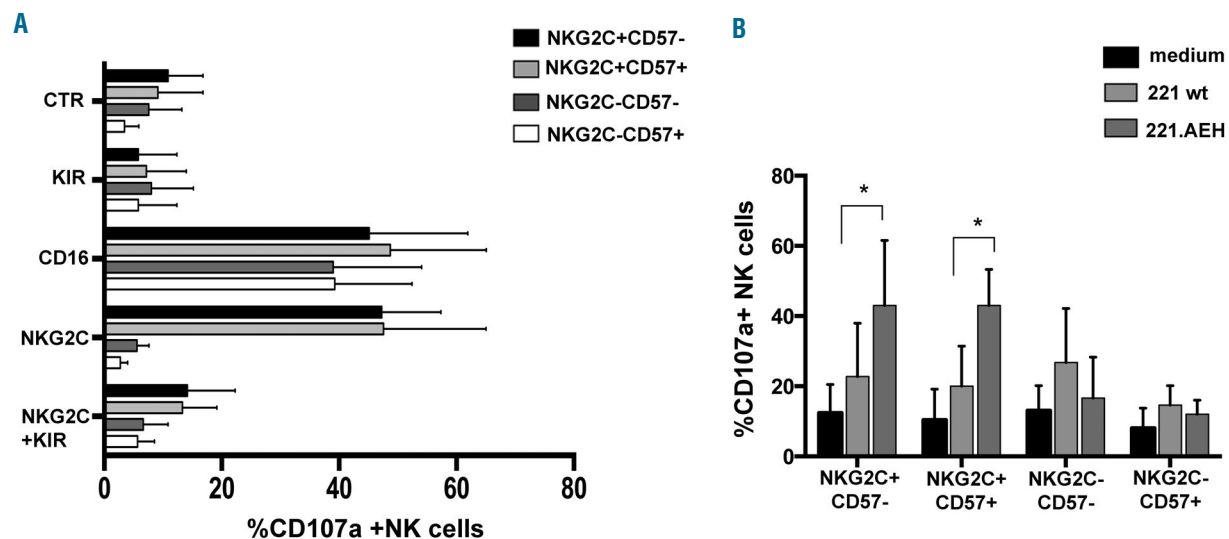 A
NKG2C+CD57-
NKG2C+CD57+
NKG2C-CD57-
NKG2C-CD57+
CTR
KIR
CD16
NKG2C
NKG2C
+KIR
0 20 40 60 80
%CD107a +NK cells
B
medium
221 wt
221.AEH
%CD107a+ NK cells
80
60
40
20
0
* *
NKG2C+ NKG2C+ NKG2C- NKG2C-
CD57- CD57+ CD57- CD57+